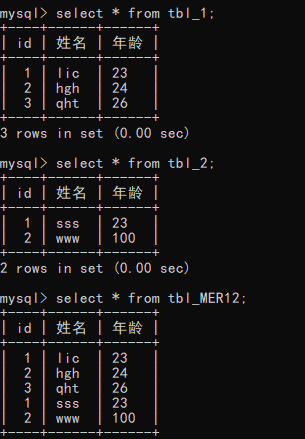 mysql> select * from tbl_1;
+----+------+------+
| id | 姓名 | 年龄 |
+----+------+------+
|  1 | lic  | 23   |
|  2 | hgh  | 24   |
|  3 | qht  | 26   |
+----+------+------+
3 rows in set (0.00 sec)
mysql> select * from tbl_2;
+----+------+------+
| id | 姓名 | 年龄 |
+----+------+------+
|  1 | sss  | 23   |
|  2 | www  | 100  |
+----+------+------+
2 rows in set (0.00 sec)
mysql> select * from tbl_MER12;
+----+------+------+
| id | 姓名 | 年龄 |
+----+------+------+
|  1 | lic  | 23   |
|  2 | hgh  | 24   |
|  3 | qht  | 26   |
|  1 | sss  | 23   |
|  2 | www  | 100  |
+----+------+------+